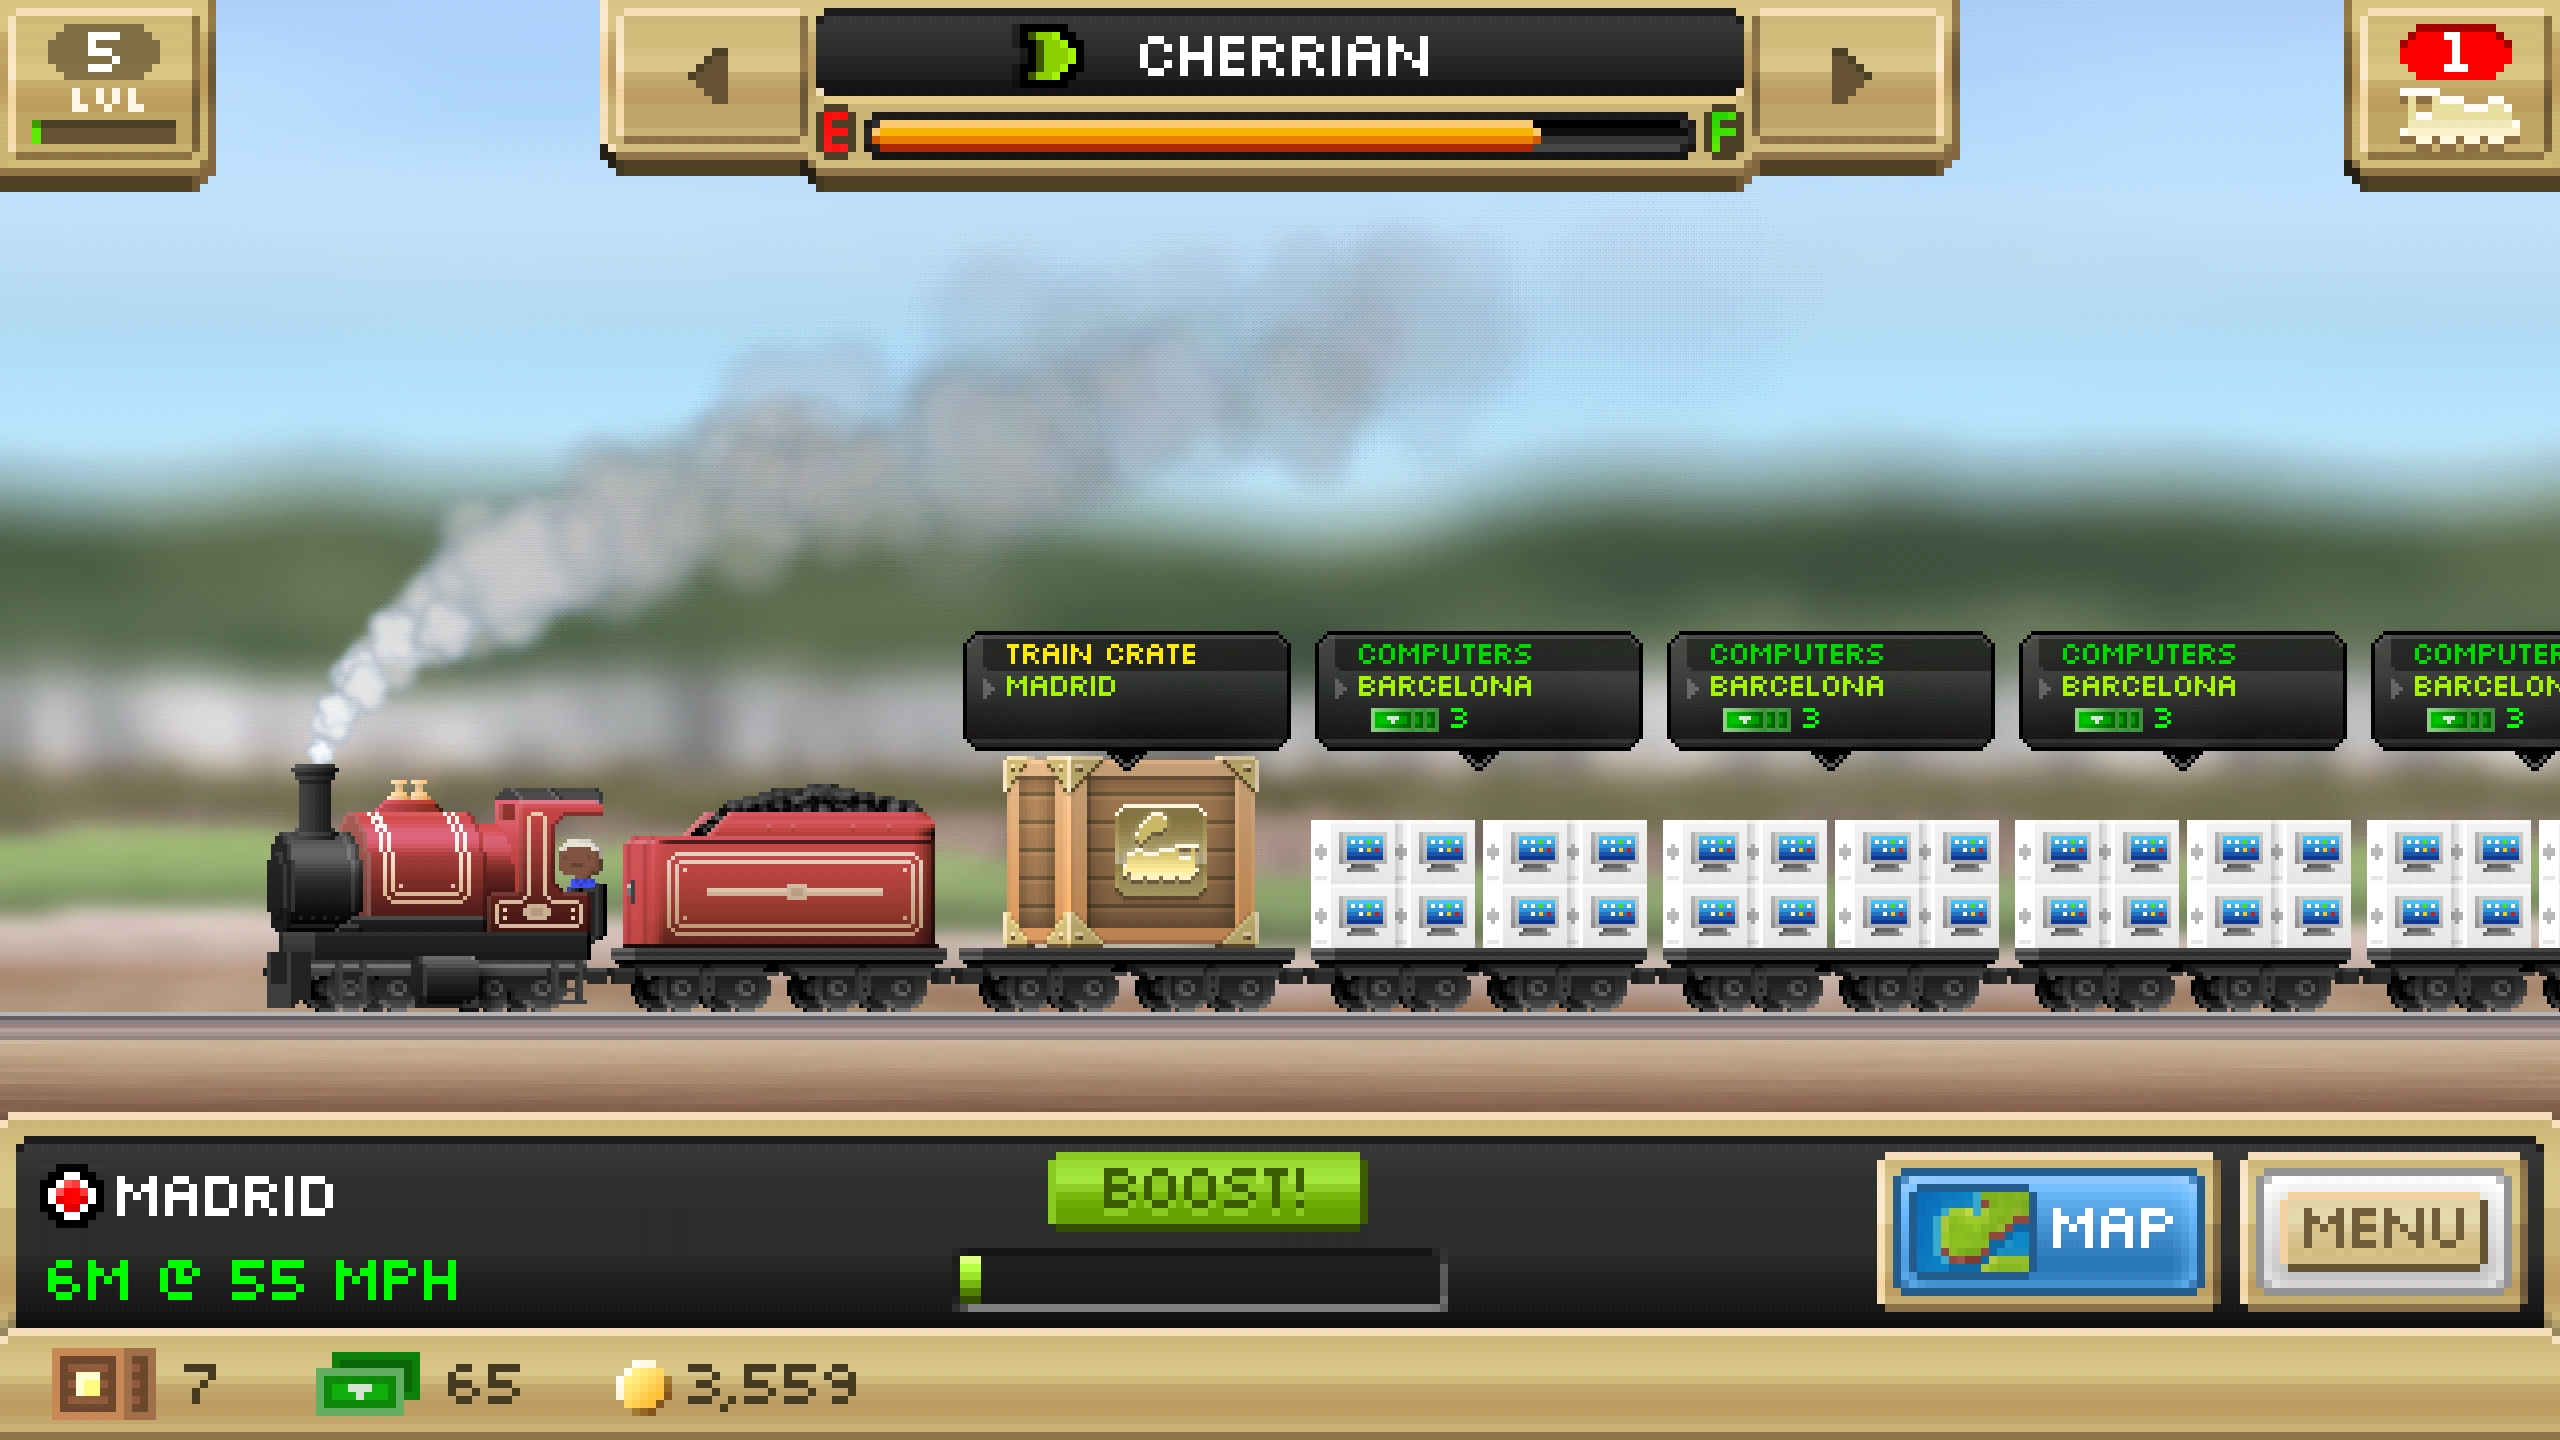 5
LVL
CHERRIAN
E F
1
TRAIN CRATE
MADRID
COMPUTERS
BARCELONA
3
COMPUTERS
BARCELONA
3
COMPUTERS
BARCELONA
3
COMPUTER
BARCELON
3
MADRID
6M @ 55 MPH
BOOST!
MAP
MENU
7 65 3,559